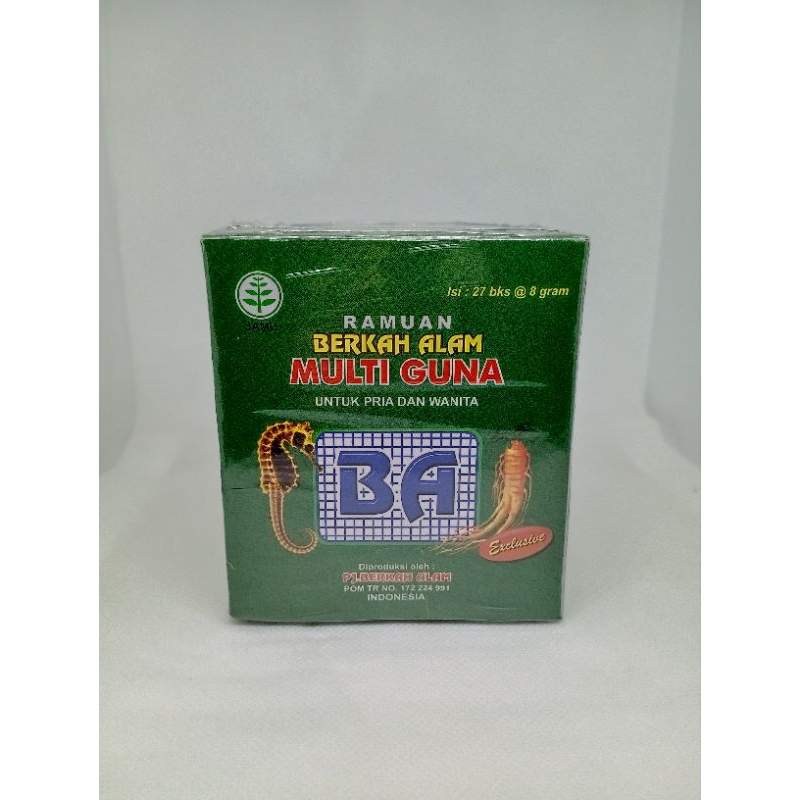 Isi : 27 bks @ 8 gram
JAMU
RAMUAN
BERKAH ALAM
MULTI GUNA
UNTUK PRIA DAN WANITA
BA
Exclusive
Diproduksi oleh :
PJ.BERKAH ALAM
POM TR NO. 172 224 991
INDONESIA